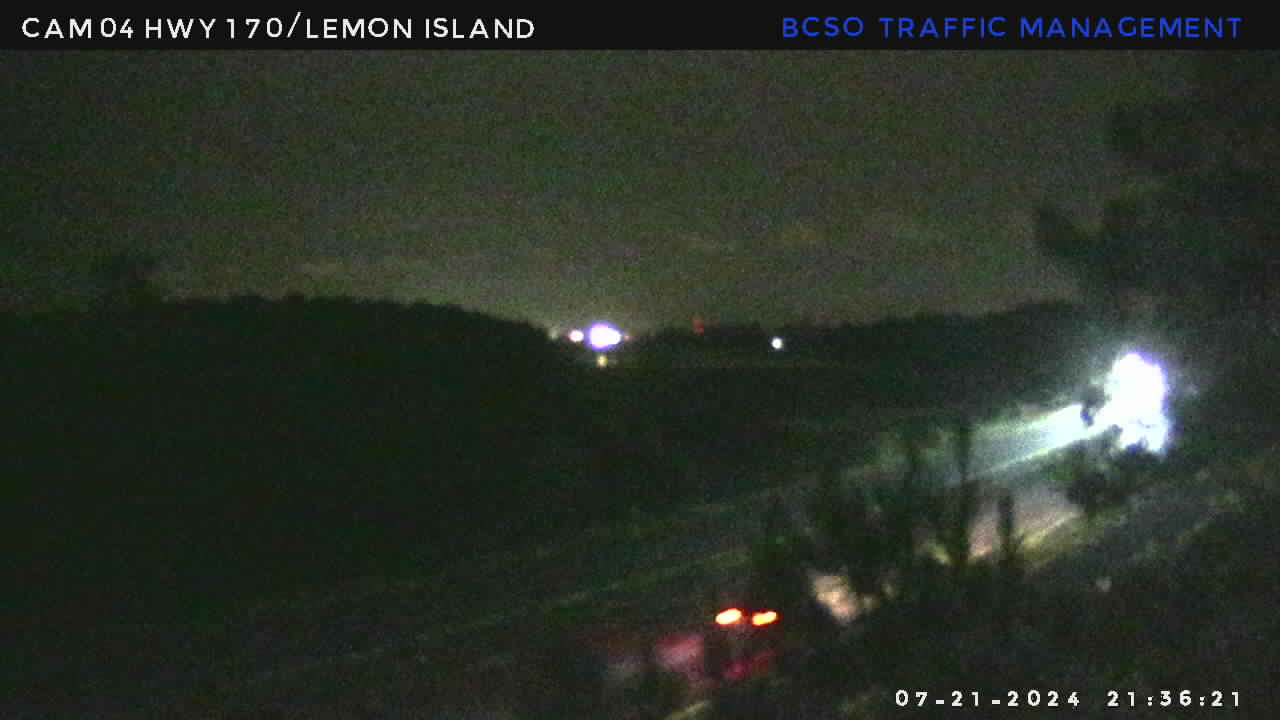 CAM04 HWY 170/LEMON ISLAND
BCSO TRAFFIC MANAGEMENT
07-21-2024 21:36:21